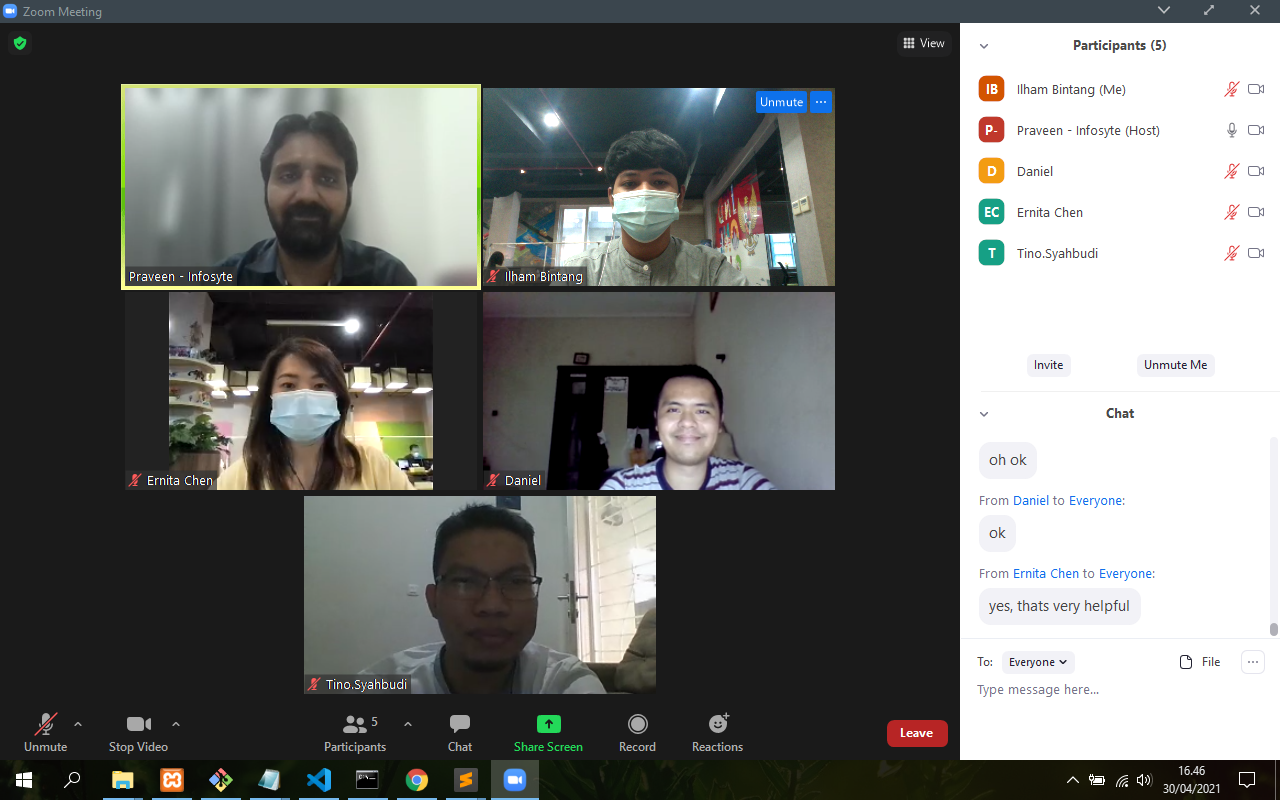 Zoom Meeting
View
Praveen - Infosyte
Unmute
Ilham Bintang
Ernita Chen
Daniel
Tino.Syahbudi
Unmute
Stop Video
5
Participants
Chat
Share Screen
Record
Reactions
Leave
Participants (5)
IB Ilham Bintang (Me)
P- Praveen - Infosyte (Host)
D Daniel
EC Ernita Chen
T Tino.Syahbudi
Invite
Unmute Me
Chat
oh ok
From Daniel to Everyone:
ok
From Ernita Chen to Everyone:
yes, thats very helpful
To: Everyone
File
Type message here...
16.46
30/04/2021